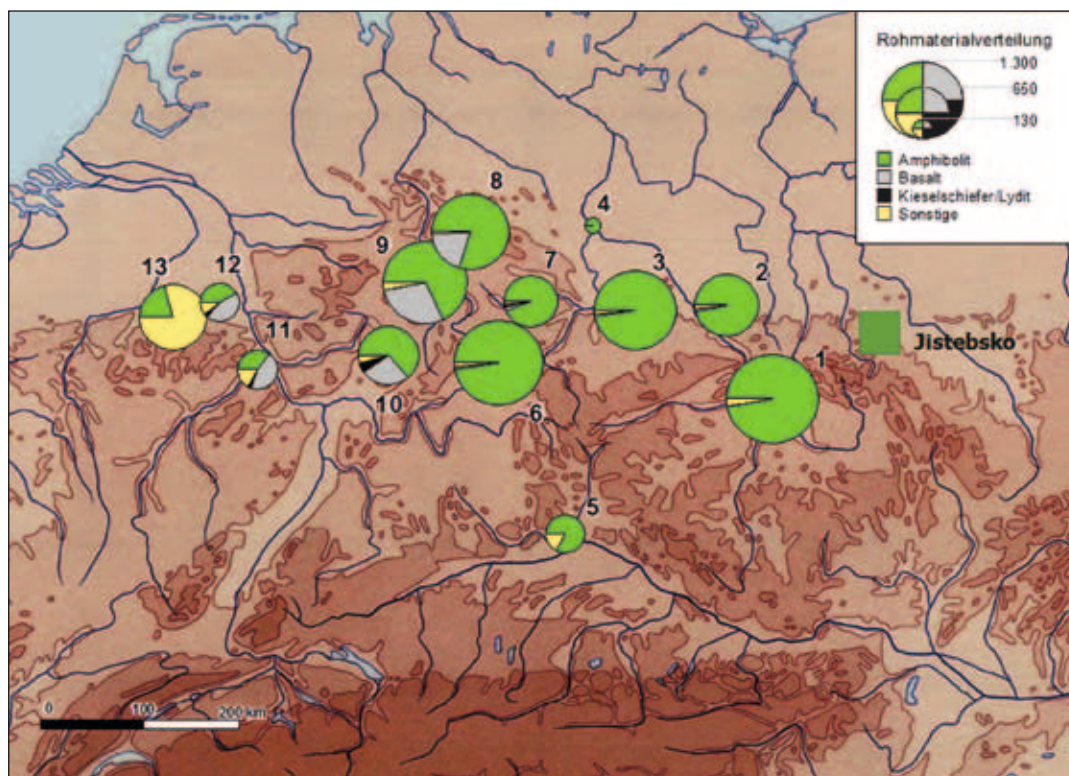 Rohmaterialverteilung
1.300
650
130
Amphibolit
Basalt
Kieselschiefer/Lydit
Sonstige
8
4
9
7
3
2
13
12
11
Jistebsko
1
10
6
5
0
100
200 km